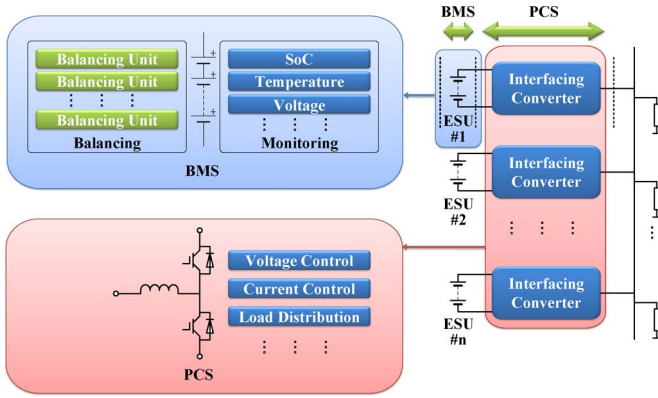 BMS
PCS
Balancing Unit
Balancing Unit
Balancing Unit
Balancing
SoC
Temperature
Voltage
Monitoring
BMS
ESU
#1
Interfacing
Converter
ESU
#2
Interfacing
Converter
ESU
#n
Interfacing
Converter
Voltage Control
Current Control
Load Distribution
PCS